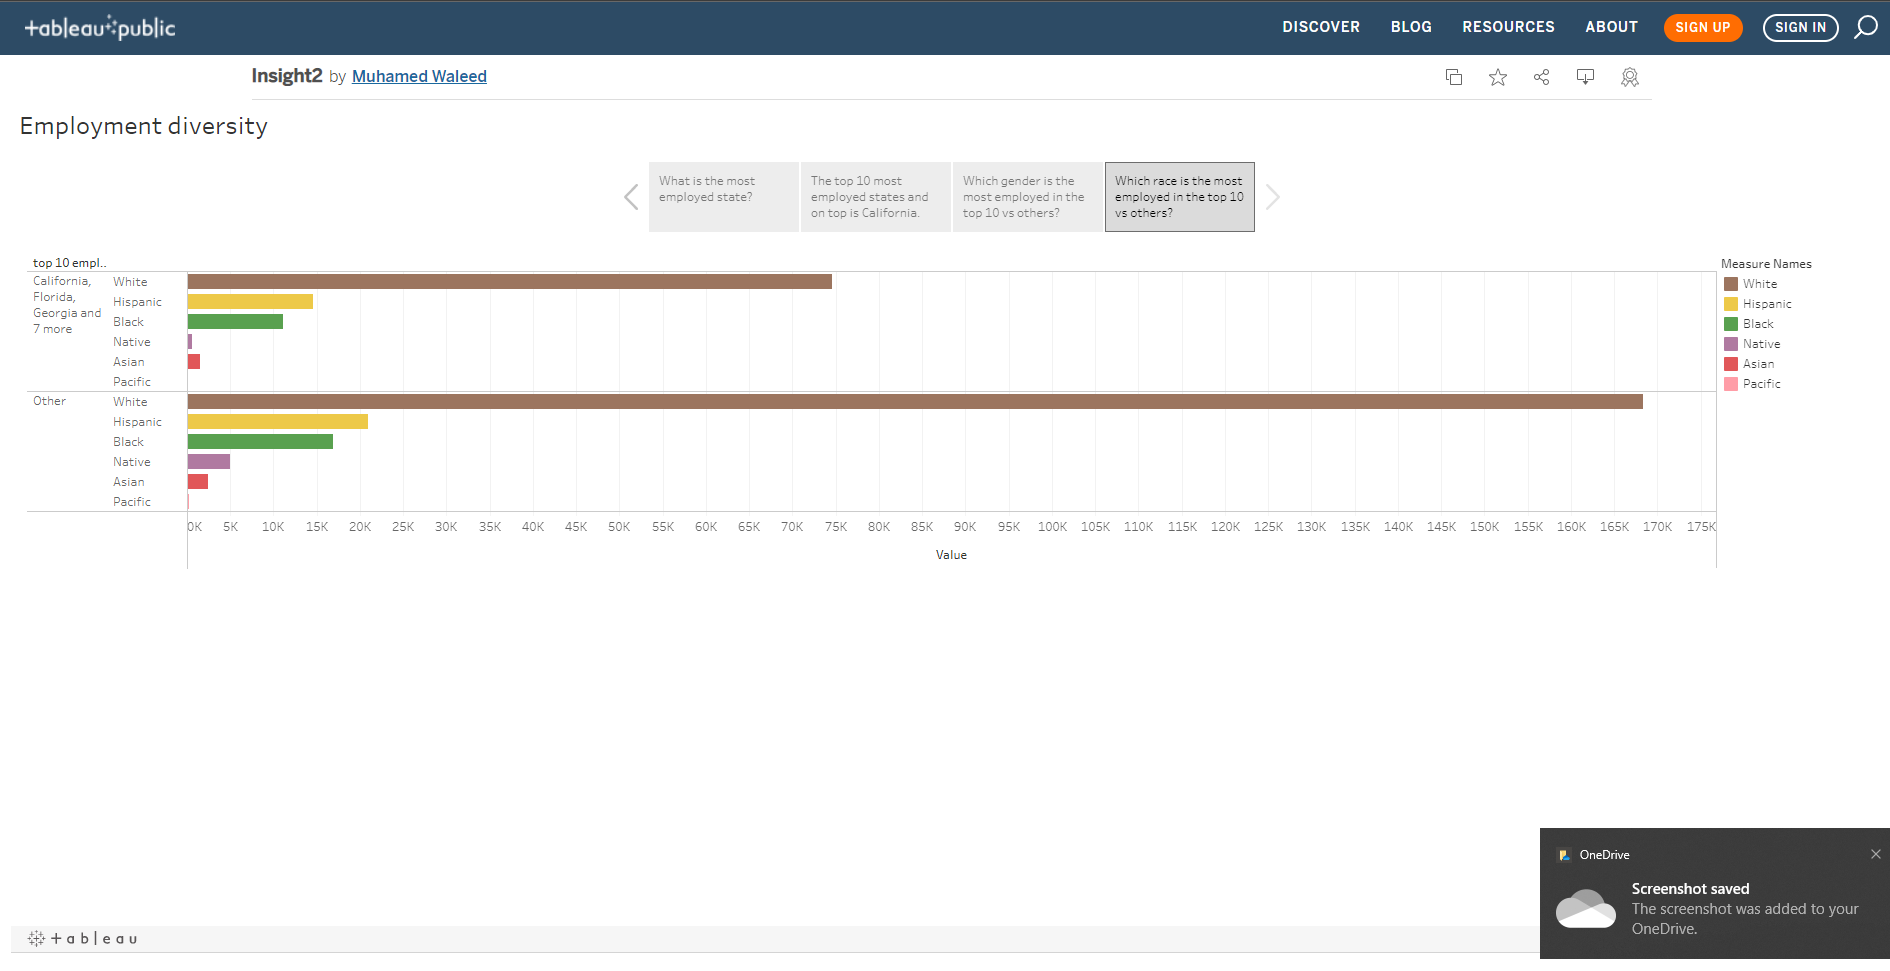 +ableau+public
DISCOVER
BLOG
RESOURCES
ABOUT
SIGN UP
SIGN IN
Insight2 by Muhamed Waleed
Employment diversity
What is the most
employed state?
The top 10 most
employed states and
on top is California.
Which gender is the
most employed in the
top 10 vs others?
Which race is the most
employed in the top 10
vs others?
top 10 empl..
California,
Florida,
Georgia and
7 more
White
Hispanic
Black
Native
Asian
Pacific
Other
White
Hispanic
Black
Native
Asian
Pacific
0K 5K 10K 15K 20K 25K 30K 35K 40K 45K 50K 55K 60K 65K 70K 75K 80K 85K 90K 95K 100K 105K 110K 115K 120K 125K 130K 135K 140K 145K 150K 155K 160K 165K 170K 175K
Value
Measure Names
White
Hispanic
Black
Native
Asian
Pacific
OneDrive
Screenshot saved
The screenshot was added to your
OneDrive.
+ a b l e a u